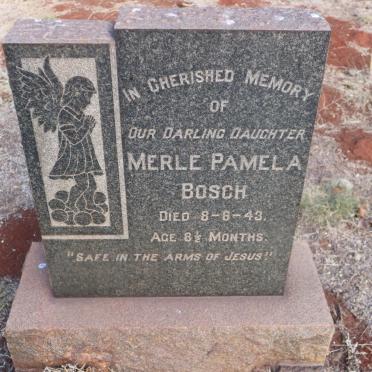 In Cherished Memory
of
Our Darling Daughter
Merle Pamela
Bosch
Died 8-6-43.
Age 8½ Months.
"Safe in the arms of Jesus!"